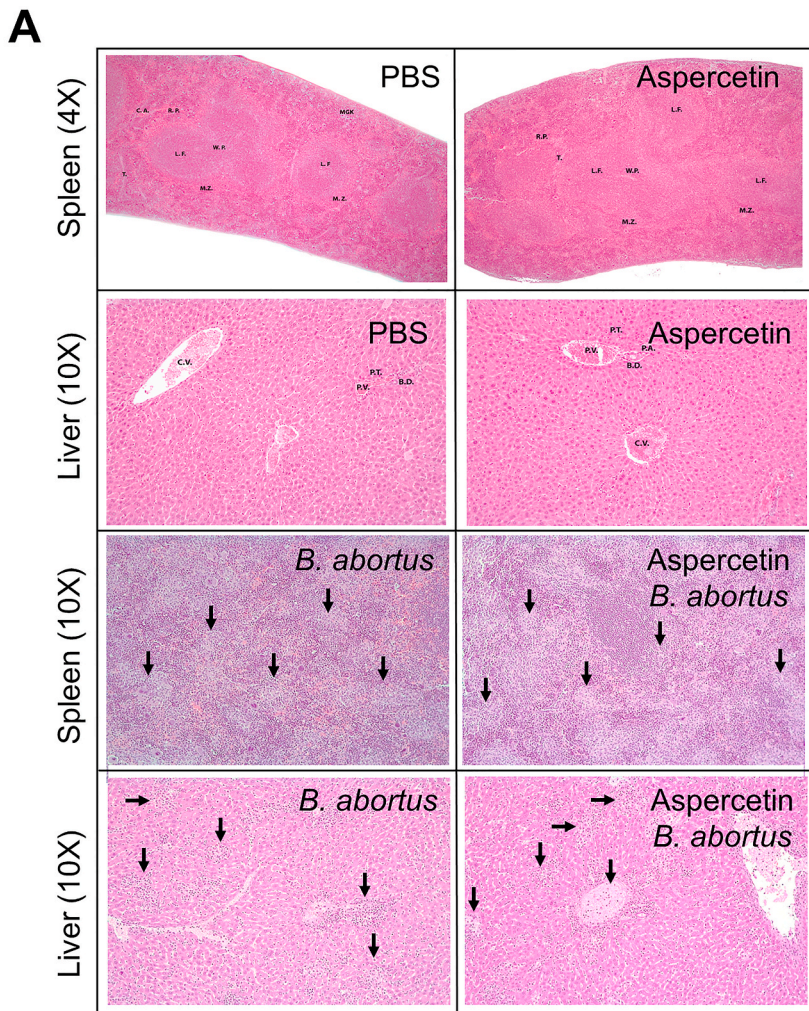 A
Spleen (4X)
PBS
C. A.
R. P.
MGK
L. F.
W. P.
L. F
T.
M.Z.
M. Z.
Aspercetin
L.F.
R.P.
T.
L.F.
W.P.
L.F.
M.Z.
M.Z.
Liver (10X)
PBS
C.V.
P.T.
B.D.
P.V.
Aspercetin
P.T.
P.V.
P.A.
B.D.
C.V.
Spleen (10X)
B. abortus
Aspercetin
B. abortus
Liver (10X)
B. abortus
Aspercetin
B. abortus